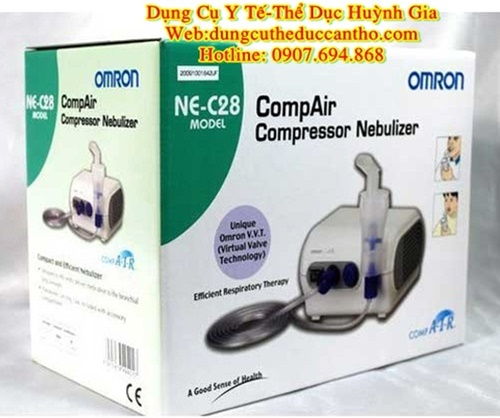 Dụng Cụ Y Tế-Thể Dục Huỳnh Gia
Web:dungcutheduccantho.com
Hotline: 0907.694.868
OMRON
NE-C28
MODEL
CompAir
Compressor Nebulizer
COMP AIR
Compact and Efficient Nebulizer
CE
OMRON
NE-C28
MODEL
CompAir
Compressor Nebulizer
Unique
Omron V.V.T.
(Virtual Valve
Technology)
Efficient Respiratory Therapy
OMRON
COMP AIR
A Good Sense of Health